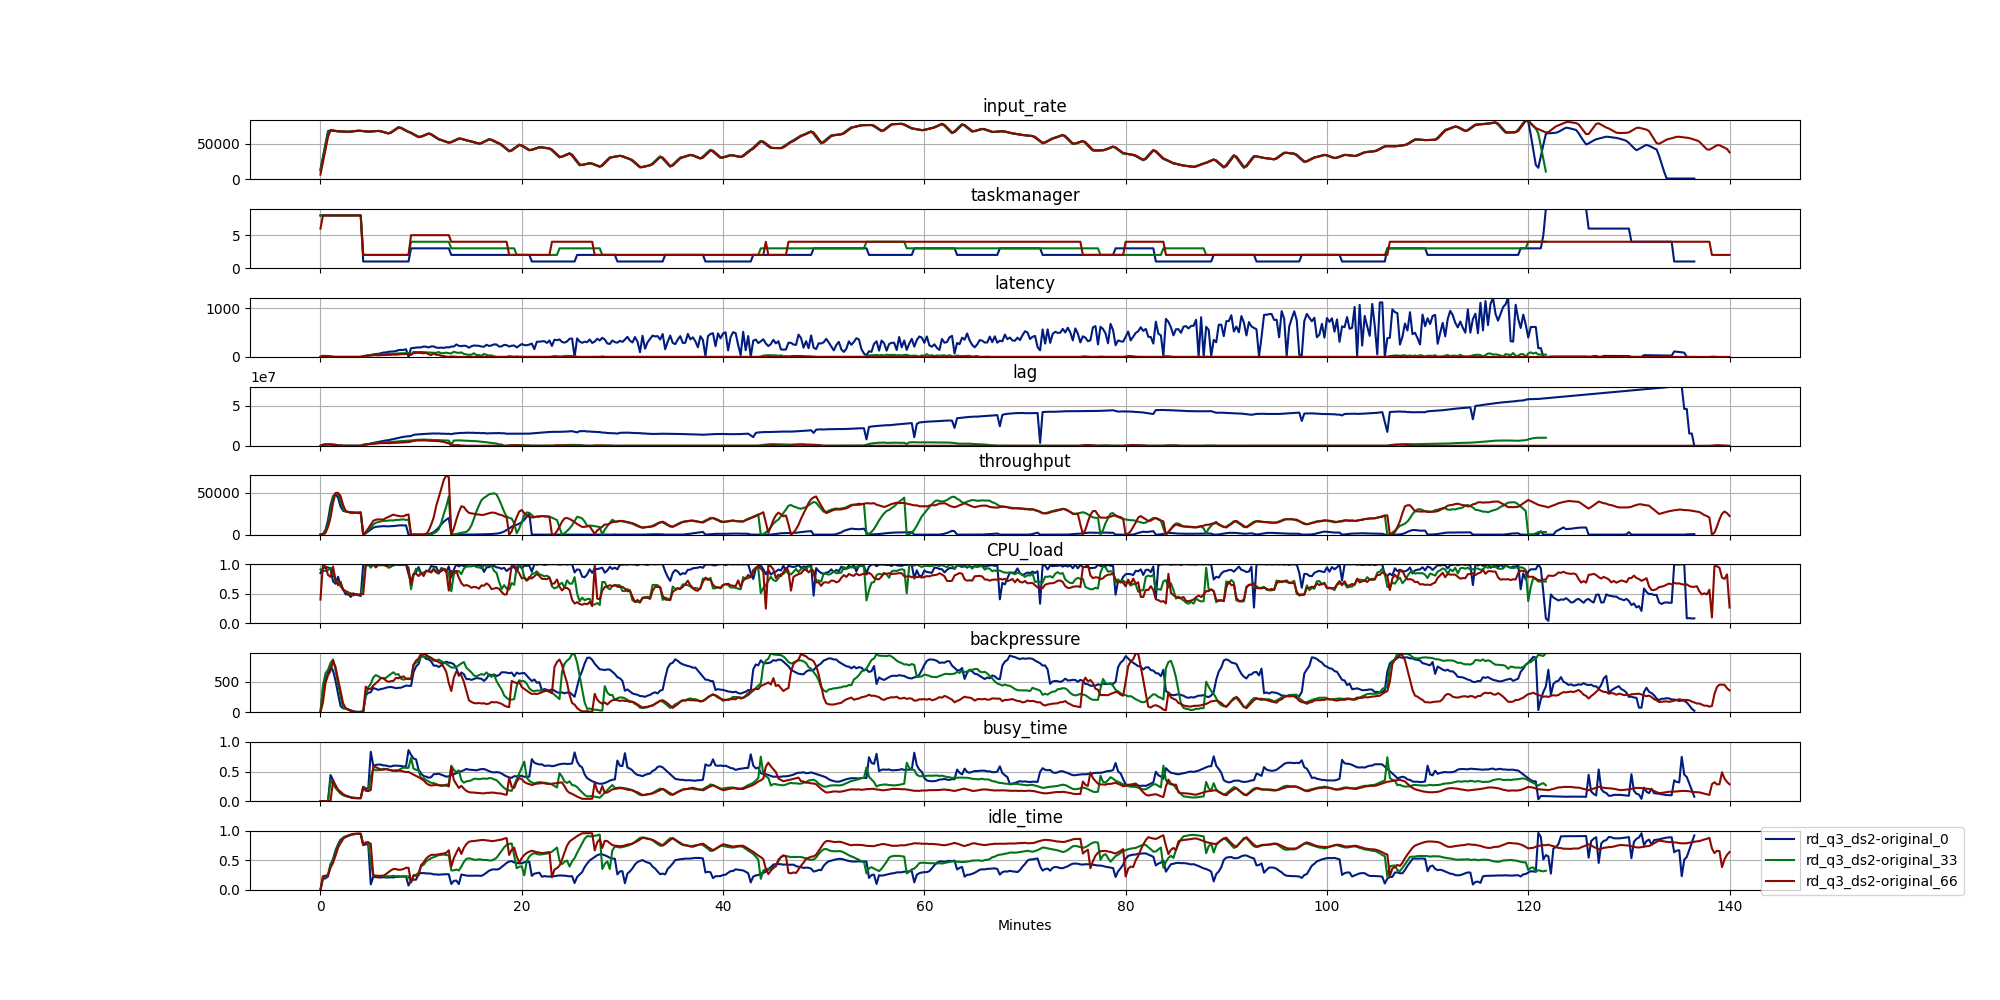 input_rate
50000
0
taskmanager
5
0
latency
1000
0
1e7
lag
5
0
throughput
50000
0
CPU_load
1.0
0.5
0.0
backpressure
500
0
busy_time
1.0
0.5
0.0
idle_time
1.0
0.5
0.0
rd_q3_ds2-original_0
rd_q3_ds2-original_33
rd_q3_ds2-original_66
0 20 40 60 80 100 120 140
Minutes